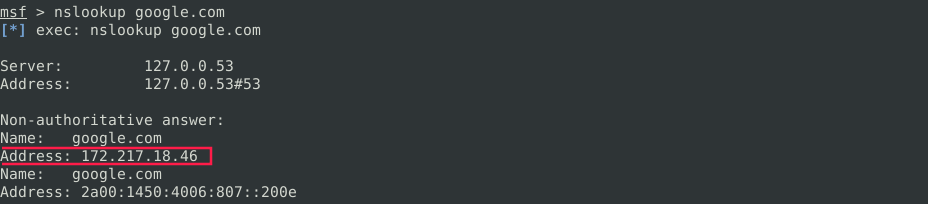 msf > nslookup google.com
[*] exec: nslookup google.com
Server: 127.0.0.53
Address: 127.0.0.53#53
Non-authoritative answer:
Name: google.com
Address: 172.217.18.46
Name: google.com
Address: 2a00:1450:4006:807::200e